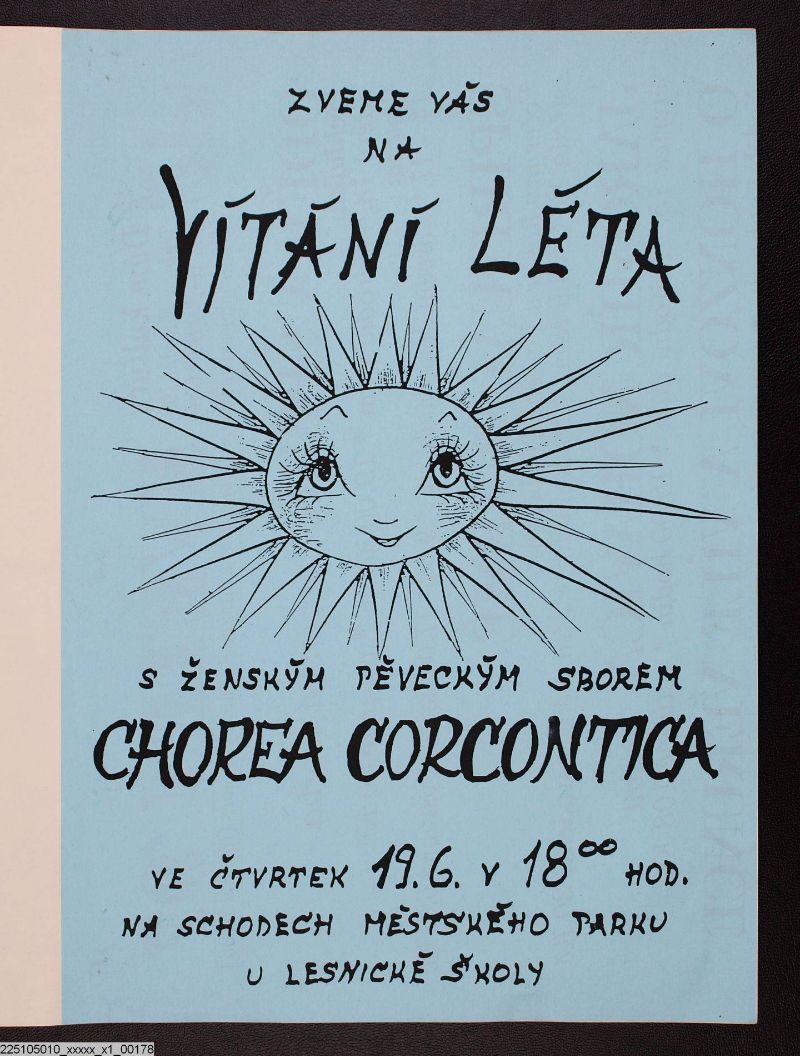 ZVEME VÁS
NA
VÍTÁNÍ LÉTA
S ŽENSKÝM PĚVECKÝM SBOREM
CHOREA CORCONTICA
VE ČTVRTEK 19.6. V 18⁰⁰ HOD.
NA SCHODECH MĚSTSKÉHO PARKU
U LESNICKÉ ŠKOLY
225105010_xxxxx_x1_00178